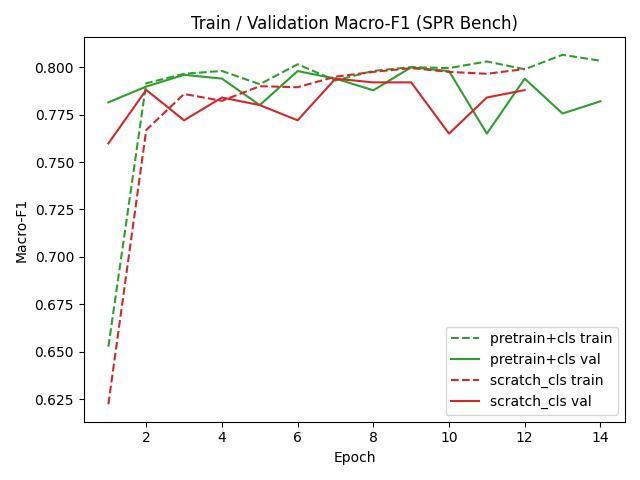 Train / Validation Macro-F1 (SPR Bench)
Macro-F1
0.800
0.775
0.750
0.725
0.700
0.675
0.650
0.625
2 4 6 8 10 12 14
Epoch
pretrain+cls train
pretrain+cls val
scratch_cls train
scratch_cls val